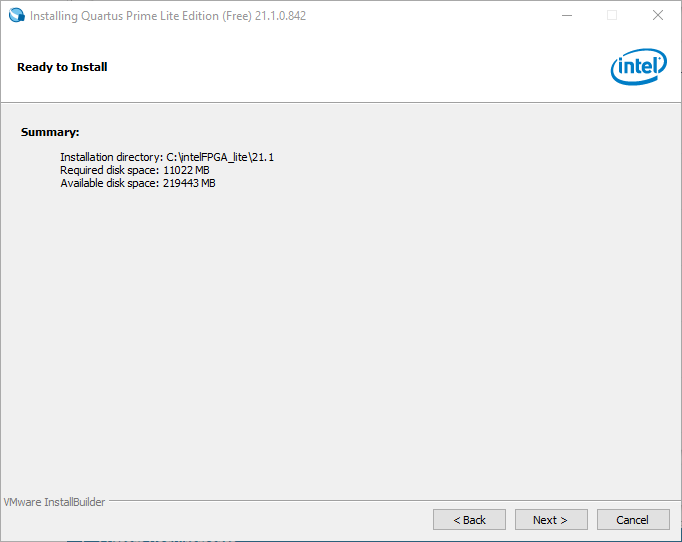 Installing Quartus Prime Lite Edition (Free) 21.1.0.842
Ready to Install
intel
Summary:
Installation directory: C:\intelFPGA_lite\21.1
Required disk space: 11022 MB
Available disk space: 219443 MB
VMware InstallBuilder
< Back
Next >
Cancel